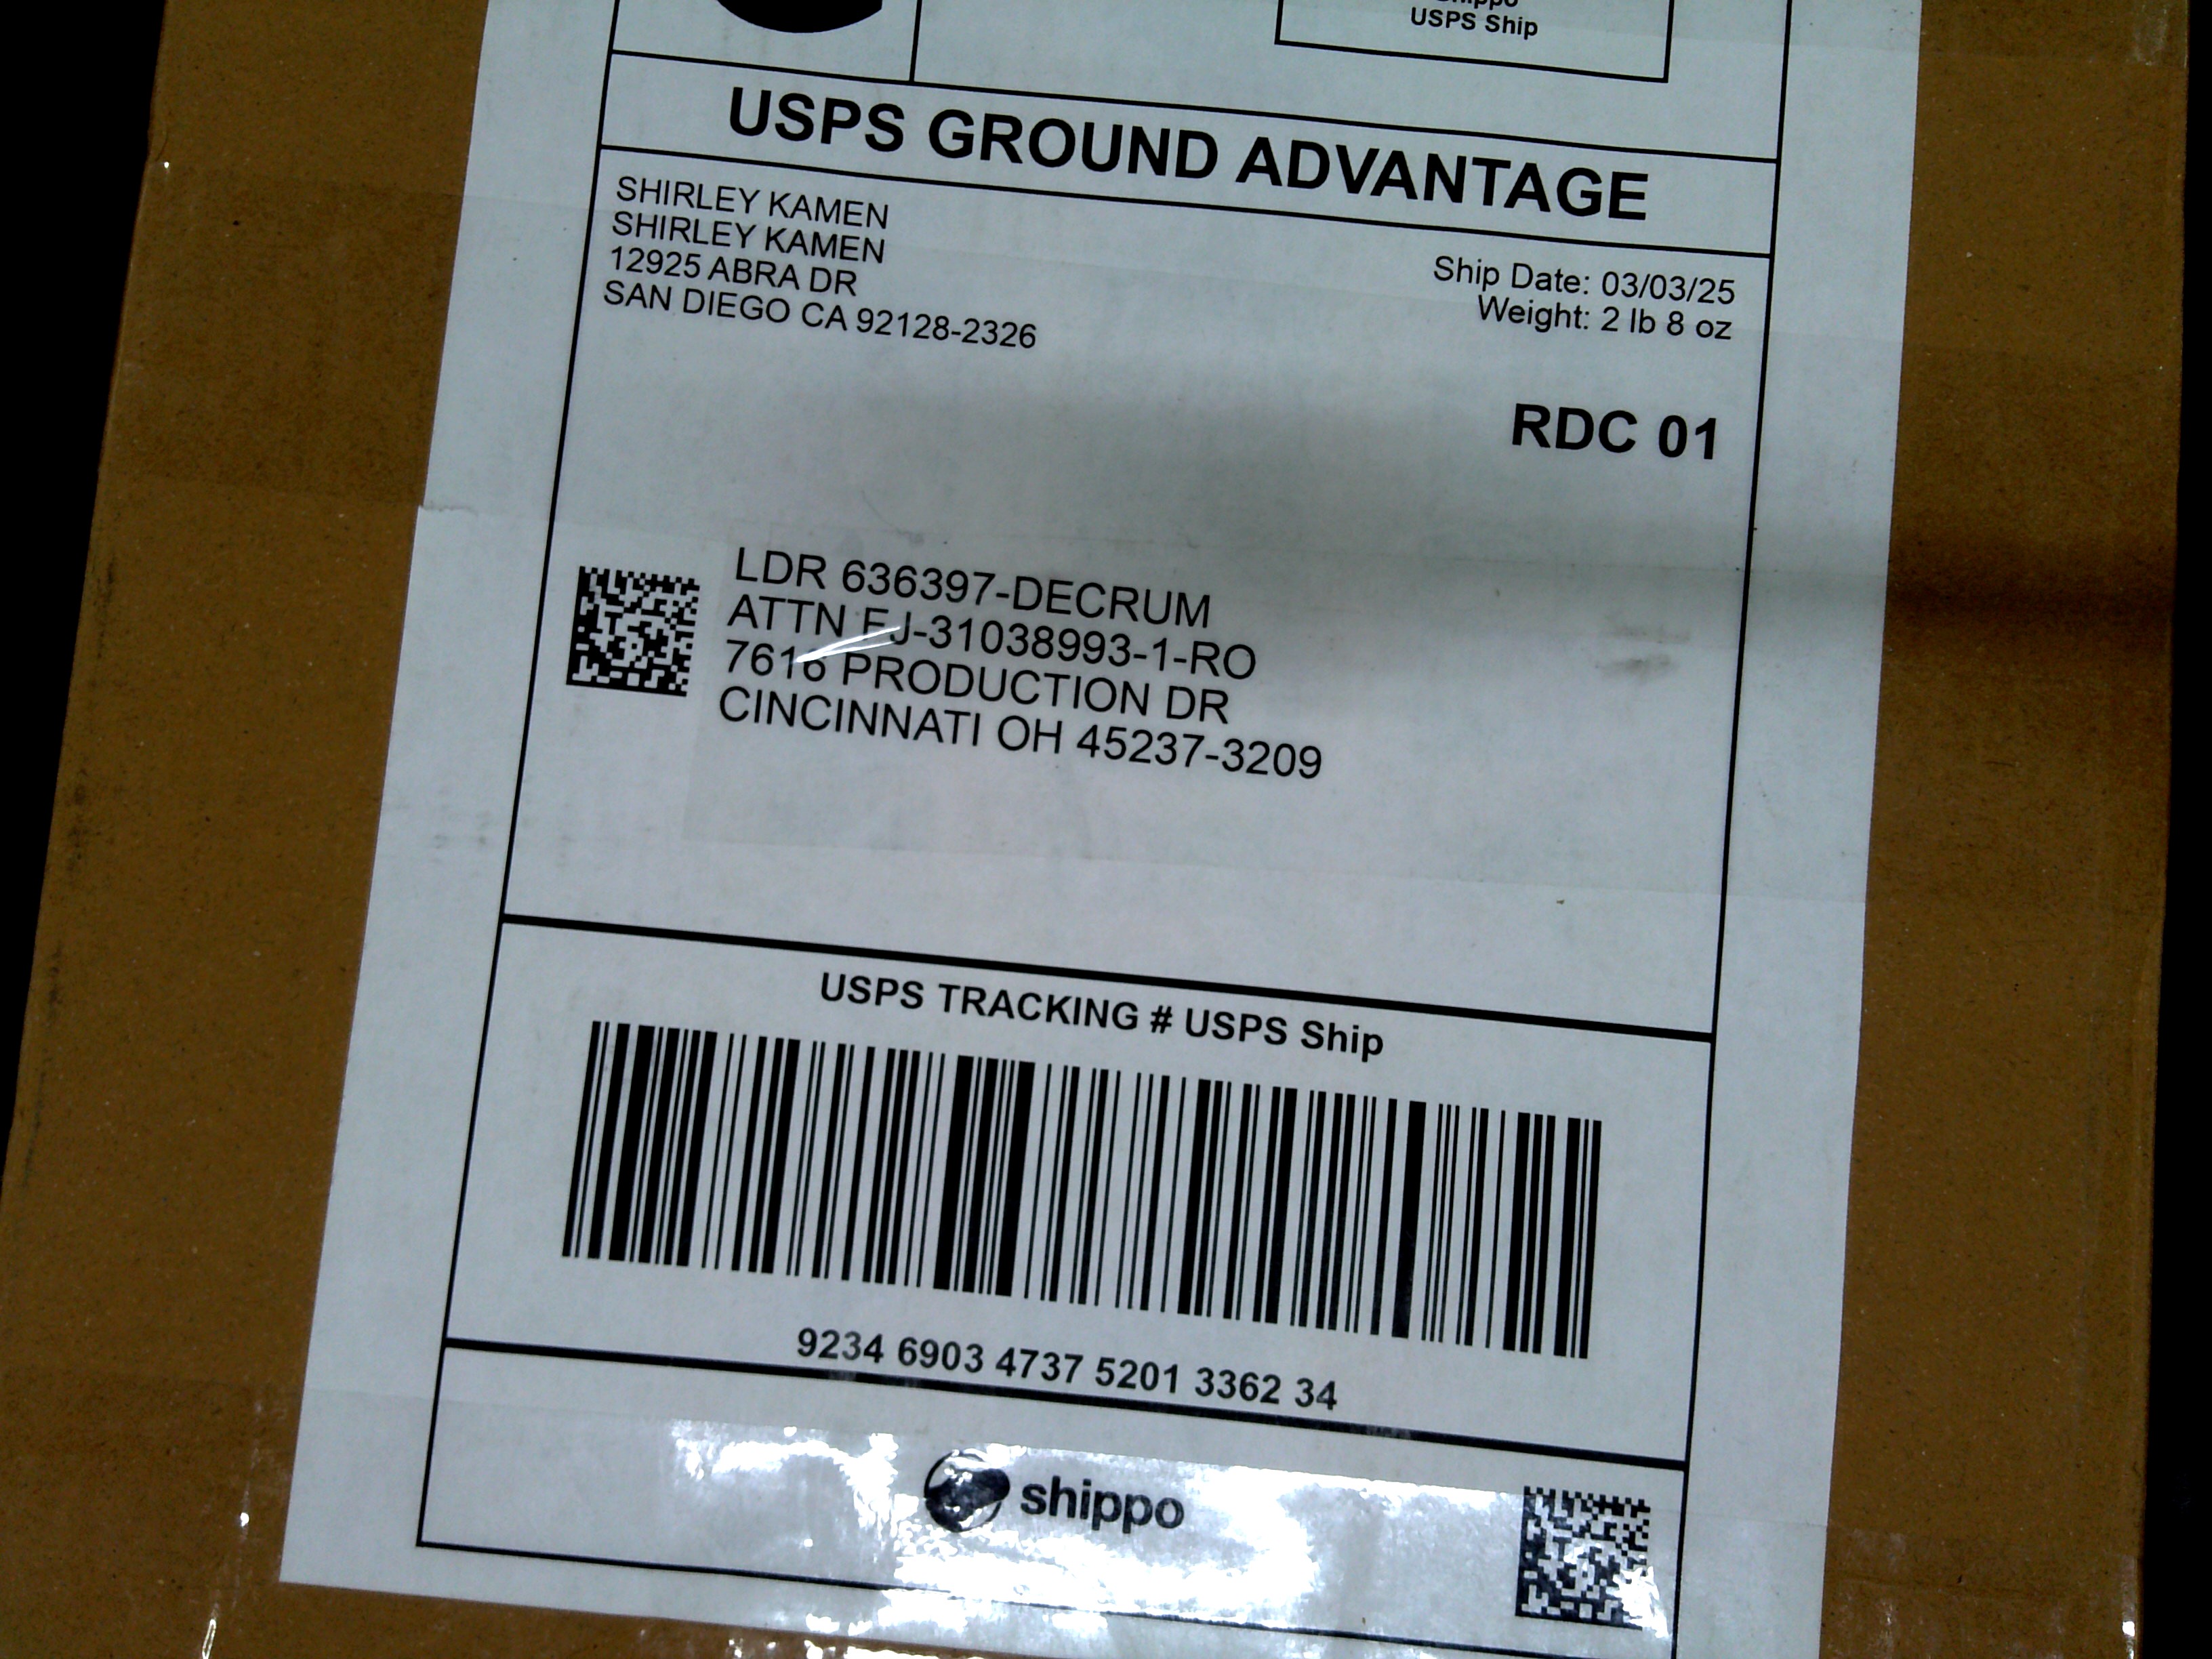 USPS Ship
USPS GROUND ADVANTAGE
SHIRLEY KAMEN
SHIRLEY KAMEN
12925 ABRA DR
SAN DIEGO CA 92128-2326
Ship Date: 03/03/25
Weight: 2 lb 8 oz
RDC 01
LDR 636397-DECRUM
ATTN FJ-31038993-1-RO
7616 PRODUCTION DR
CINCINNATI OH 45237-3209
USPS TRACKING # USPS Ship
9234 6903 4737 5201 3362 34
shippo